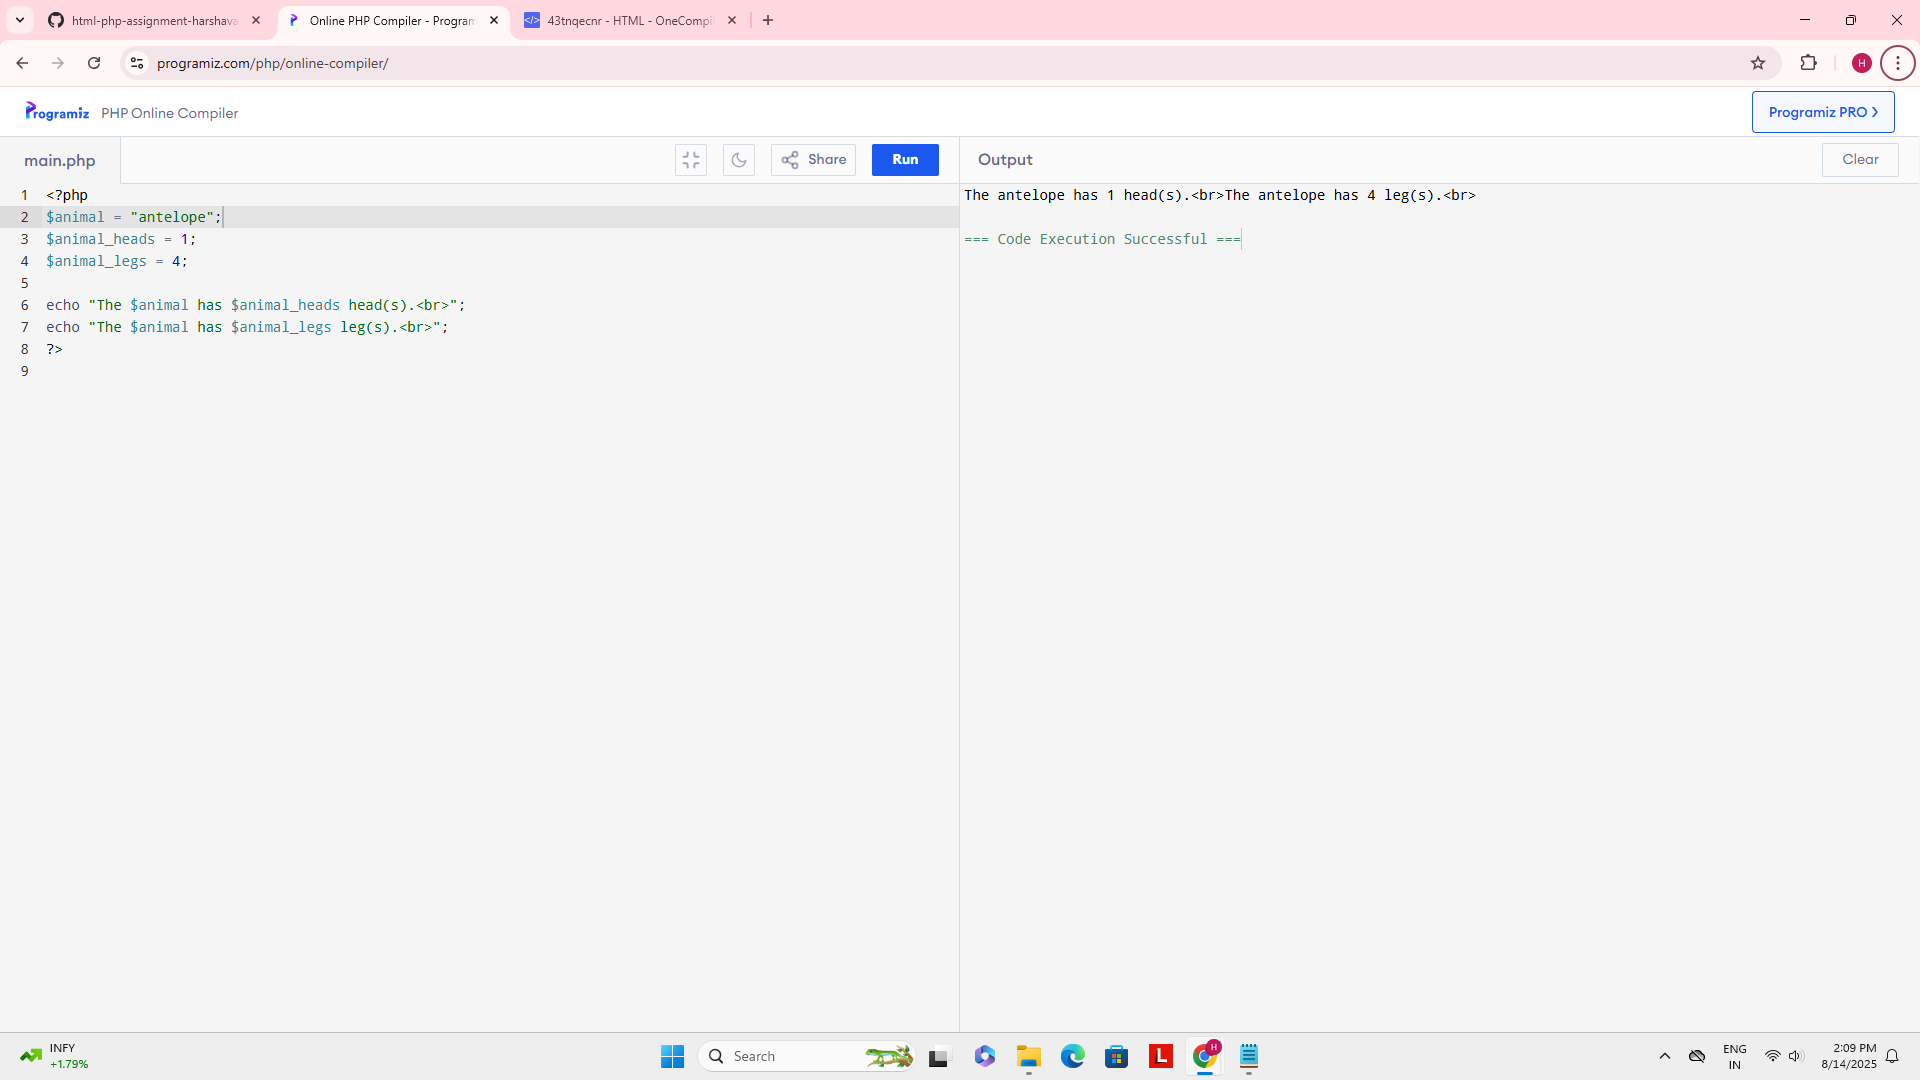 html-php-assignment-harshava
Online PHP Compiler - Program
43tnqecnr - HTML - OneCompil
programiz.com/php/online-compiler/
H
Programiz PHP Online Compiler
Programiz PRO ›
main.php
Share
Run
Output
Clear
1 <?php
2 $animal = "antelope";
3 $animal_heads = 1;
4 $animal_legs = 4;
5
6 echo "The $animal has $animal_heads head(s).<br>";
7 echo "The $animal has $animal_legs leg(s).<br>";
8 ?>
9
The antelope has 1 head(s).<br>The antelope has 4 leg(s).<br>
=== Code Execution Successful ===
INFY
+1.79%
Search
L
H
ENG
IN
2:09 PM
8/14/2025